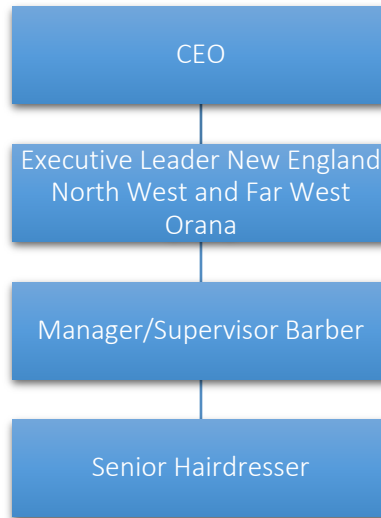 CEO
Executive Leader New England
North West and Far West
Orana
Manager/Supervisor Barber
Senior Hairdresser